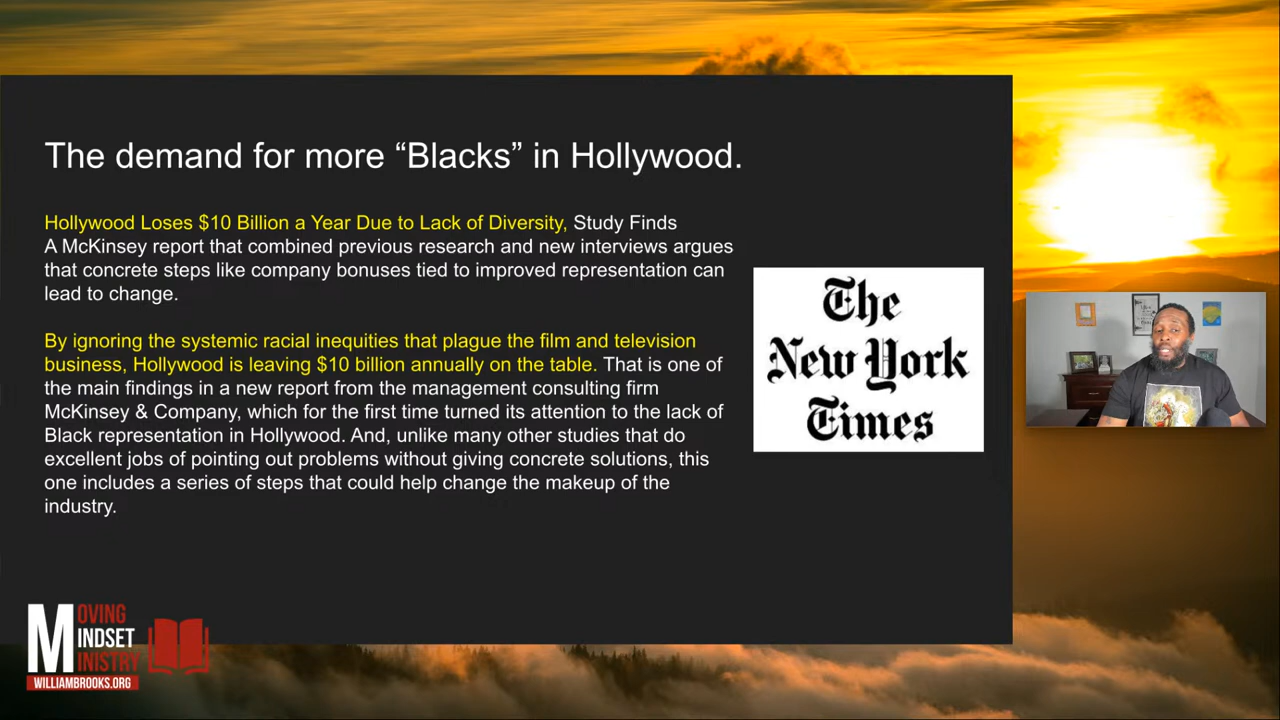 The demand for more “Blacks” in Hollywood.
Hollywood Loses $10 Billion a Year Due to Lack of Diversity, Study Finds
A McKinsey report that combined previous research and new interviews argues
that concrete steps like company bonuses tied to improved representation can
lead to change.
By ignoring the systemic racial inequities that plague the film and television
business, Hollywood is leaving $10 billion annually on the table. That is one of
the main findings in a new report from the management consulting firm
McKinsey & Company, which for the first time turned its attention to the lack of
Black representation in Hollywood. And, unlike many other studies that do
excellent jobs of pointing out problems without giving concrete solutions, this
one includes a series of steps that could help change the makeup of the
industry.
The
New York
Times
MOVING
MINDSET
MINISTRY
WILLIAMBROOKS.ORG